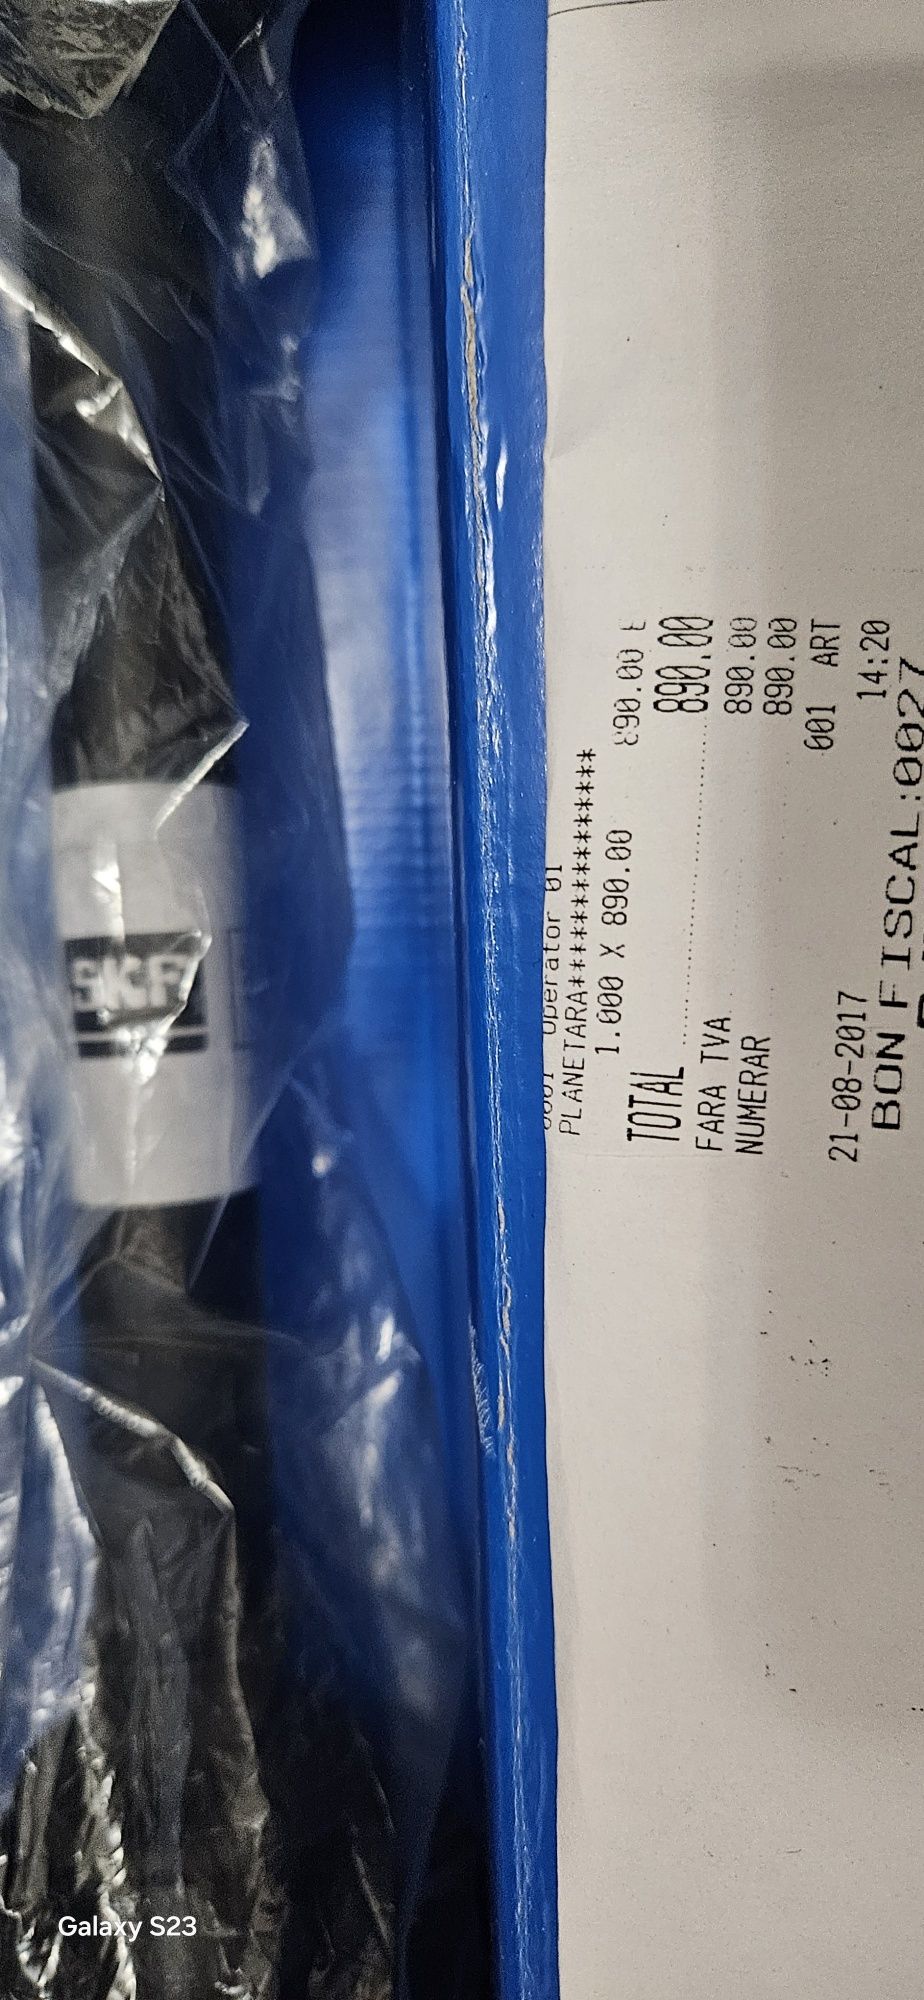 SKF
0001 Operator 01
PLANETARA*****************
1.000 X 890.00 890.00 E
TOTAL 890.00
FARA TVA 890.00
NUMERAR 890.00
001 ART
21-08-2017 14:20
BON FISCAL:0027
Galaxy S23